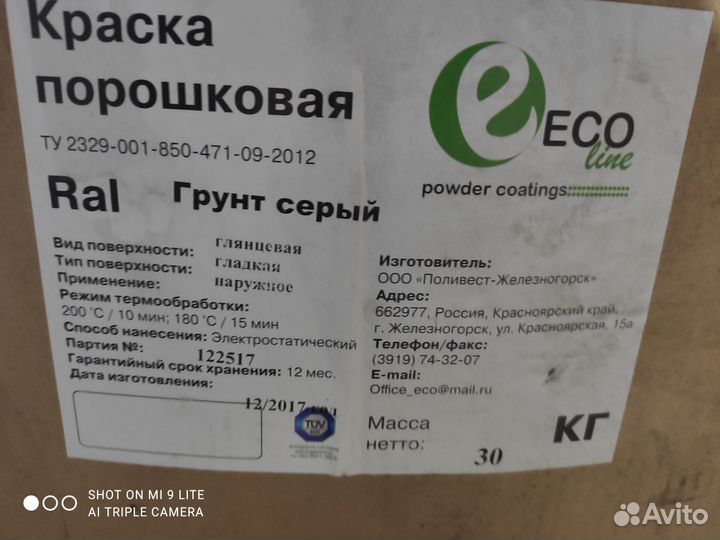 Краска
порошковая
ТУ 2329-001-850-471-09-2012
Ral Грунт серый
Вид поверхности: глянцевая
Тип поверхности: гладкая
Применение: наружное
Режим термообработки:
200 °C / 10 мин; 180 °C / 15 мин
Способ нанесения: Электростатический
Партия №: 122517
Гарантийный срок хранения: 12 мес.
Дата изготовления:
12/2017 год
TÜV
e ECO
line
powder coatings
Изготовитель:
ООО «Поливест-Железногорск»
Адрес:
662977, Россия, Красноярский край,
г. Железногорск, ул. Красноярская, 15а
Телефон/факс:
(3919) 74-32-07
E-mail:
Office_eco@mail.ru
Масса
нетто: 30 кг
SHOT ON MI 9 LITE
AI TRIPLE CAMERA
Avito